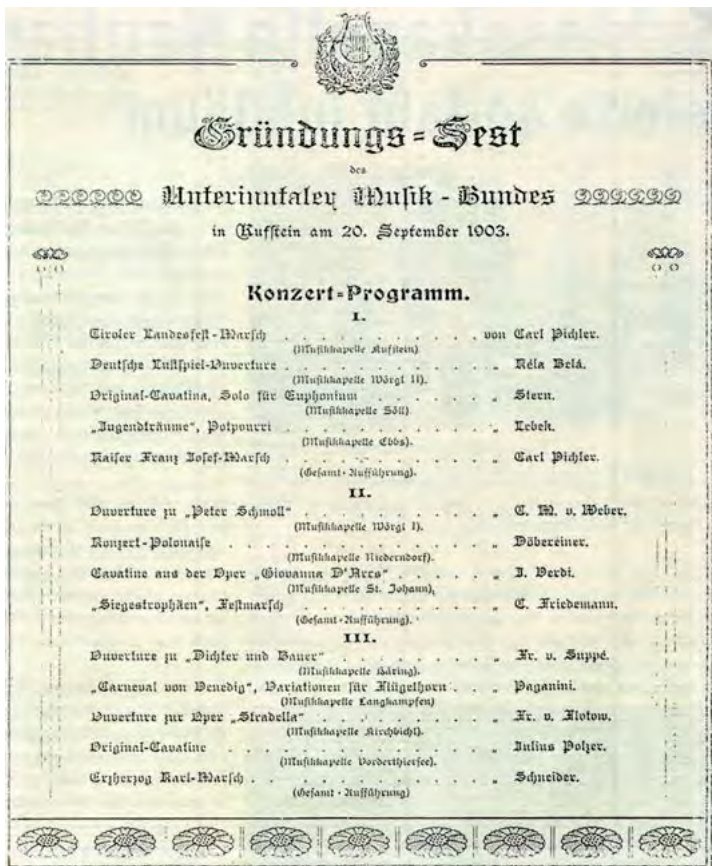 Gründungs=Fest
des
Unterinntaler Musik-Bundes
in Kufstein am 20. September 1903.
Konzert=Programm.
I.
Tiroler Landesfest-Marsch . . . . . . . . . . . von Carl Pichler.
(Musikkapelle Kufstein)
Deutsche Lustspiel-Ouverture . . . . . . . . . . „ Kéla Belá.
(Musikkapelle Wörgl II).
Original-Cavatina, Solo für Euphonium . . . . . . „ Stern.
(Musikkapelle Söll)
„Jugendträume“, Potpourri . . . . . . . . . . . „ Lebek.
(Musikkapelle Ebbs).
Kaiser Franz Josef-Marsch . . . . . . . . . . . „ Carl Pichler.
(Gesamt-Aufführung).
II.
Ouverture zu „Peter Schmoll“ . . . . . . . . . . „ C. M. v. Weber.
(Musikkapelle Wörgl I).
Konzert-Polonaise . . . . . . . . . . . . . „ Döbereiner.
(Musikkapelle Niederndorf).
Cavatine aus der Oper „Giovanna D'Arco“ . . . . . „ J. Verdi.
(Musikkapelle St. Johann),
„Siegestrophäen“, Festmarsch . . . . . . . . . . „ C. Friedemann.
(Gesamt-Aufführung).
III.
Ouverture zu „Dichter und Bauer“ . . . . . . . . „ Fr. v. Suppé.
(Musikkapelle Häring).
„Carneval von Venedig“, Variationen für Flügelhorn . . „ Paganini.
(Musikkapelle Langkampfen)
Ouverture zur Oper „Stradella“ . . . . . . . . . „ Fr. v. Flotow.
(Musikkapelle Kirchbichl).
Original-Cavatine . . . . . . . . . . . . . „ Julius Polzer.
(Musikkapelle Vorderthiersee).
Erzherzog Karl-Marsch . . . . . . . . . . . . „ Schneider.
(Gesamt-Aufführung)